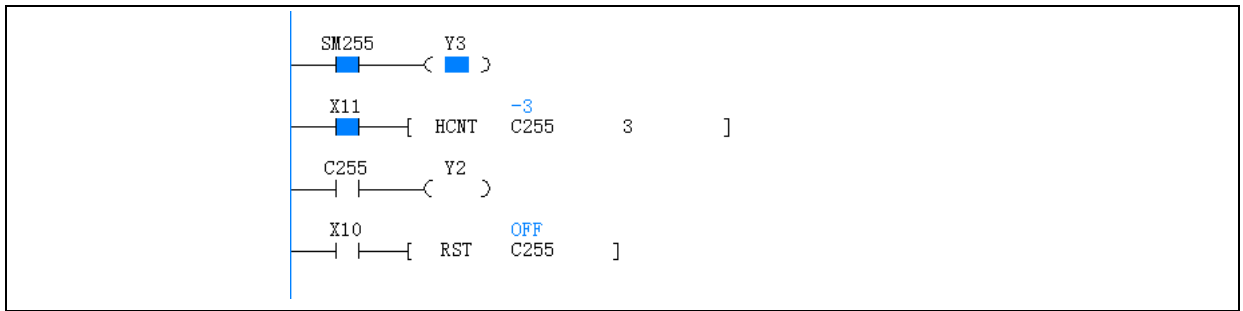 SM255 Y3
X11 -3
[ HCNT C255 3 ]
C255 Y2
( )
X10 OFF
[ RST C255 ]